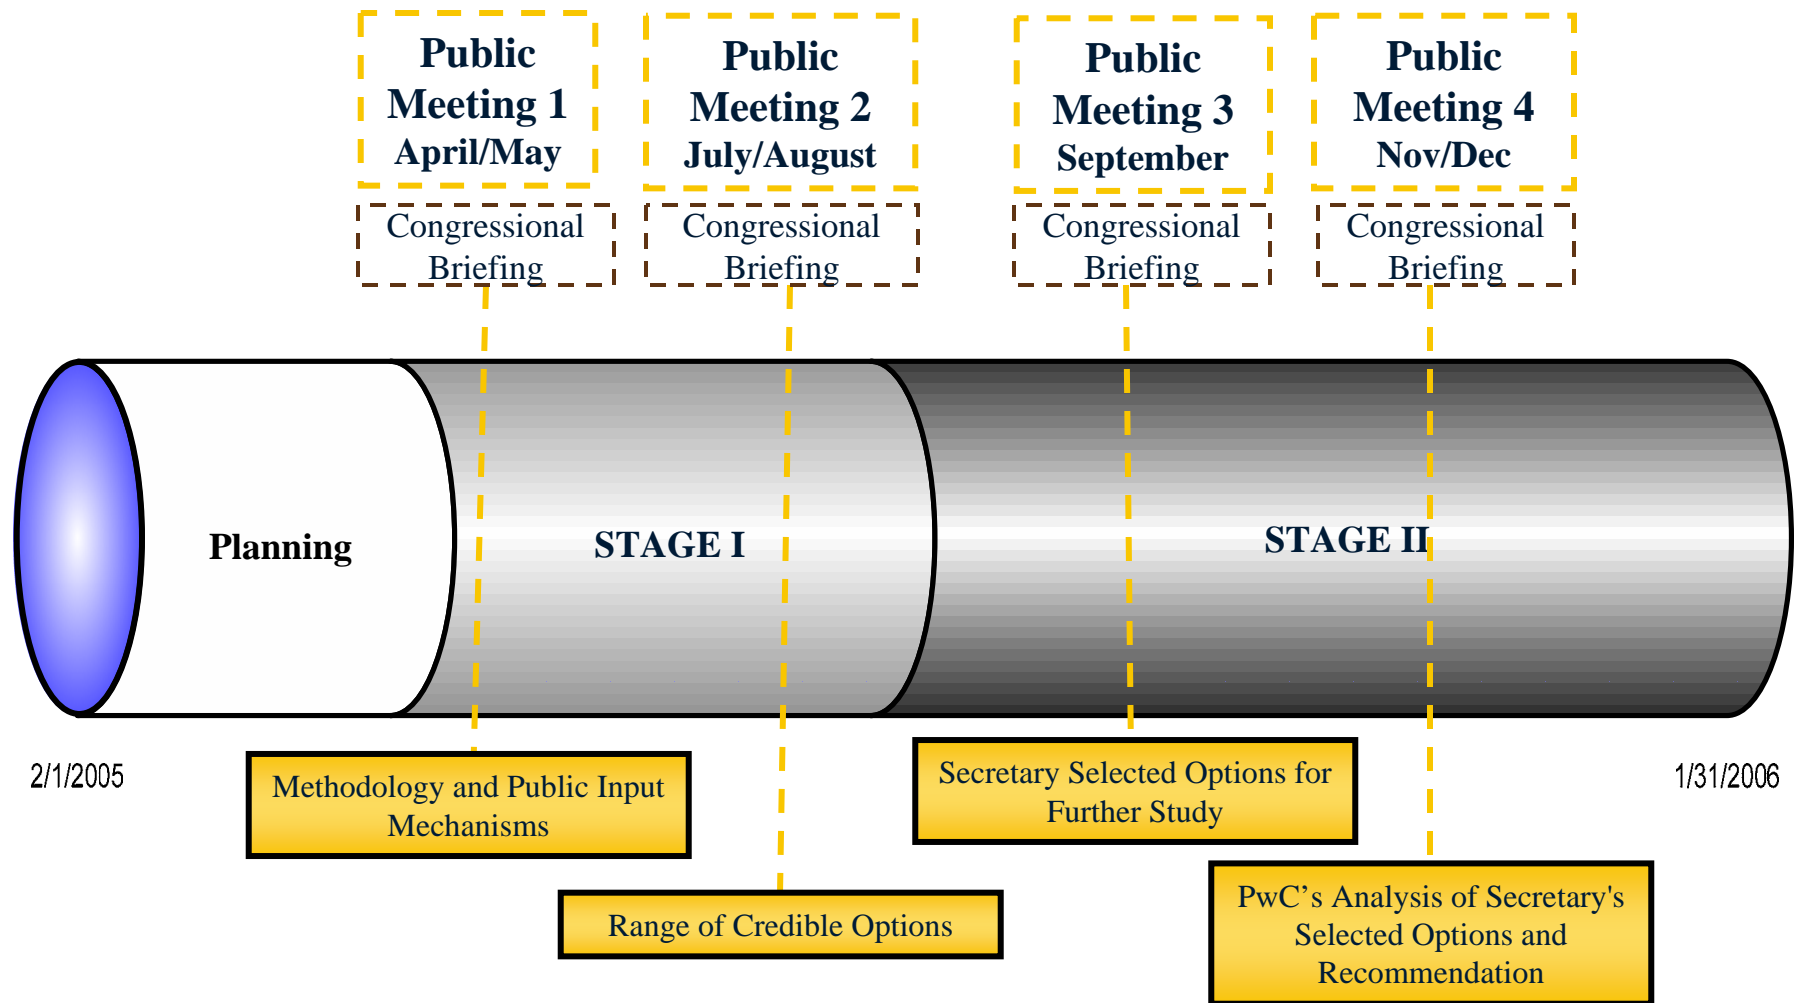 Public
Meeting 1
April/May
Public
Meeting 2
July/August
Public
Meeting 3
September
Public
Meeting 4
Nov/Dec
Congressional
Briefing
Congressional
Briefing
Congressional
Briefing
Congressional
Briefing
Planning
STAGE I
STAGE II
2/1/2005
1/31/2006
Methodology and Public Input
Mechanisms
Range of Credible Options
Secretary Selected Options for
Further Study
PwC’s Analysis of Secretary's
Selected Options and
Recommendation